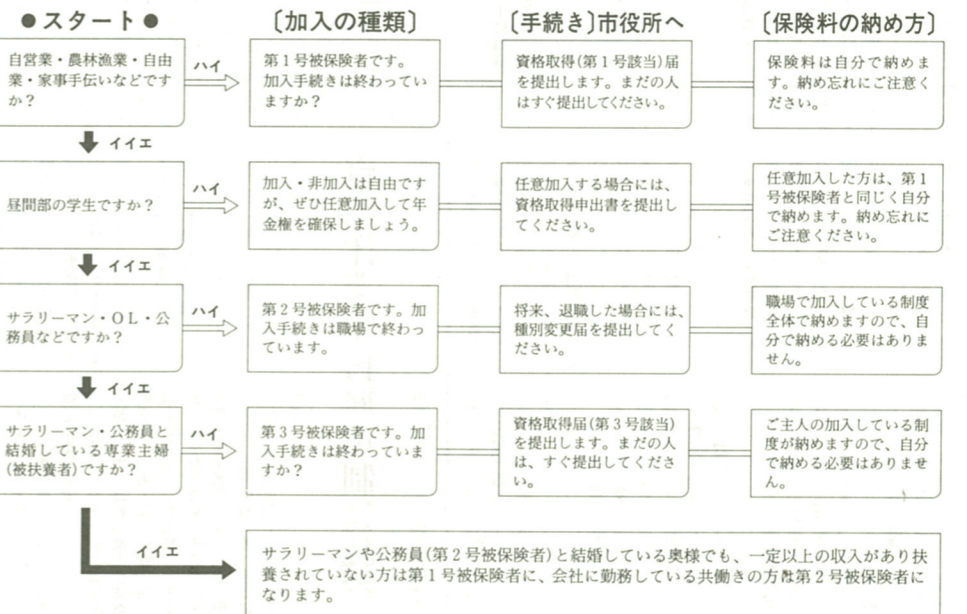 ●スタート●
〔加入の種類〕
〔手続き〕市役所へ
〔保険料の納め方〕
自営業・農林漁業・自由
業・家事手伝いなどです
か？
ハイ
第１号被保険者です。
加入手続きは終わってい
ますか？
資格取得(第１号該当)届
を提出します。まだの人
はすぐ提出してください。
保険料は自分で納めま
す。納め忘れにご注意く
ださい。
イイエ
昼間部の学生ですか？
ハイ
加入・非加入は自由です
が、ぜひ任意加入して年
金権を確保しましょう。
任意加入する場合には、
資格取得申出書を提出し
てください。
任意加入した方は、第１
号被保険者と同じく自分
で納めます。納め忘れに
ご注意ください。
イイエ
サラリーマン・ＯＬ・公
務員などですか？
ハイ
第２号被保険者です。加
入手続きは職場で終わっ
ています。
将来、退職した場合には、
種別変更届を提出してく
ださい。
職場で加入している制度
全体で納めますので、自
分で納める必要はありま
せん。
イイエ
サラリーマン・公務員と
結婚している専業主婦
(被扶養者)ですか？
ハイ
第３号被保険者です。加
入手続きは終わっていま
すか？
資格取得届(第３号該当)
を提出します。まだの人
は、すぐ提出してくださ
い。
ご主人の加入している制
度が納めますので、自分
で納める必要はありませ
ん。
イイエ
サラリーマンや公務員(第２号被保険者)と結婚している奥様でも、一定以上の収入があり扶
養されていない方は第１号被保険者に、会社に勤務している共働きの方は第２号被保険者に
なります。